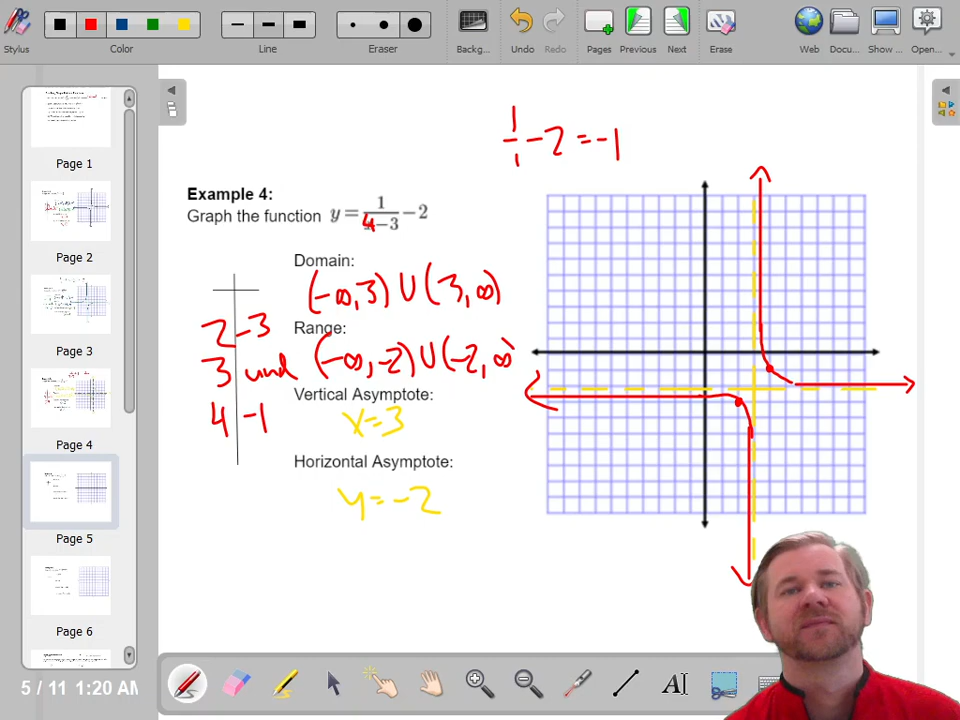 Stylus
Color
Line
Eraser
Backg...
Undo
Redo
Pages
Previous
Next
Erase
Web
Docu...
Show ...
Open...
Page 1
Page 2
Page 3
Page 4
Page 5
Page 6
1/1 - 2 = -1
Example 4:
Graph the function y = 1/(4-3) - 2
Domain:
(-∞, 3) ∪ (3, ∞)
Range:
(-∞, -2) ∪ (-2, ∞
2 -3
3 und
4 -1
Vertical Asymptote:
x=3
Horizontal Asymptote:
y=-2
5 / 11 1:20 AM